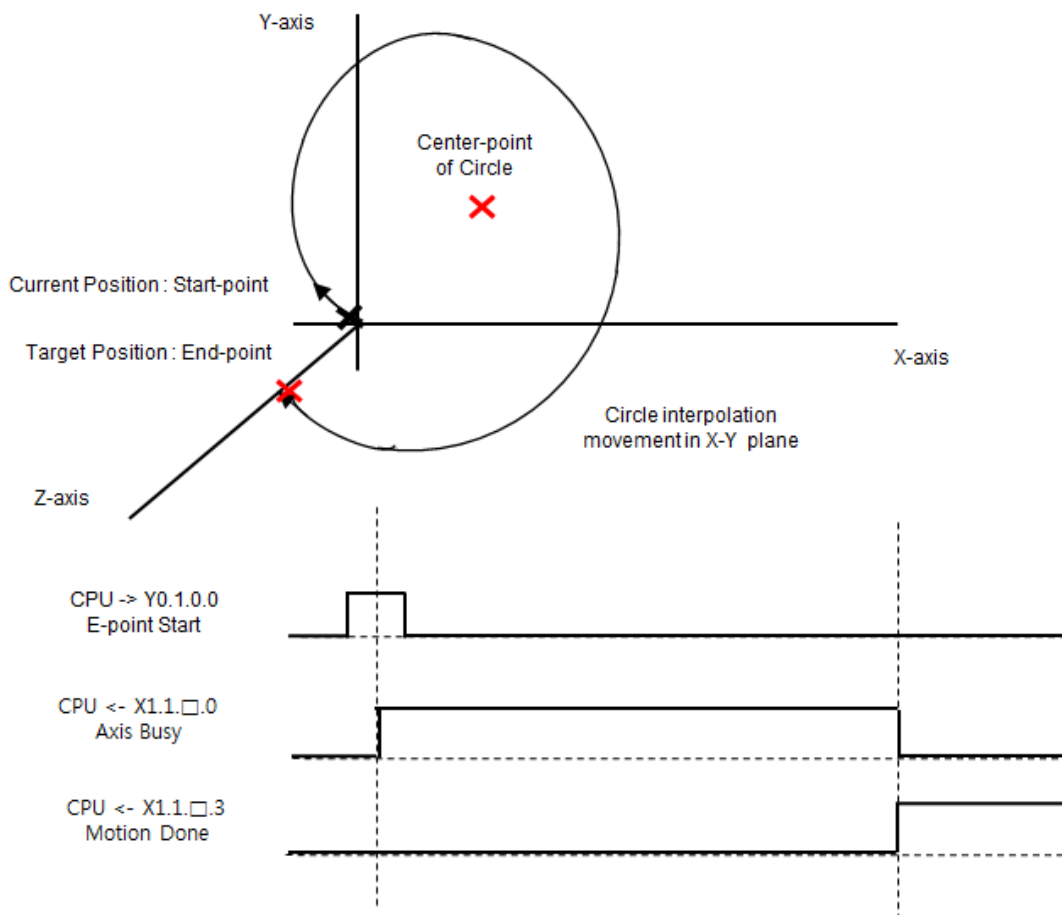 Y-axis
Center-point
of Circle
Current Position : Start-point
Target Position : End-point
X-axis
Circle interpolation
movement in X-Y plane
Z-axis
CPU -> Y0.1.0.0
E-point Start
CPU <- X1.1.□.0
Axis Busy
CPU <- X1.1.□.3
Motion Done